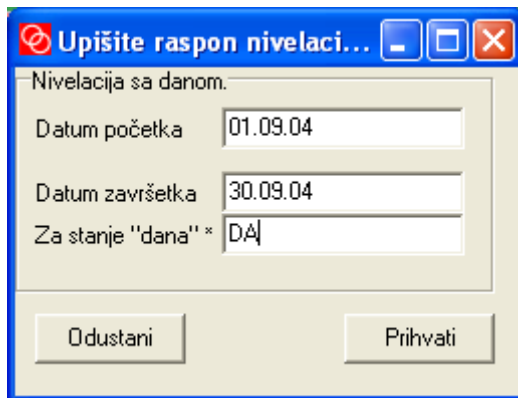 Upišite raspon nivelaci...
Nivelacija sa danom.
Datum početka 01.09.04
Datum završetka 30.09.04
Za stanje "dana" * DA
Odustani Prihvati